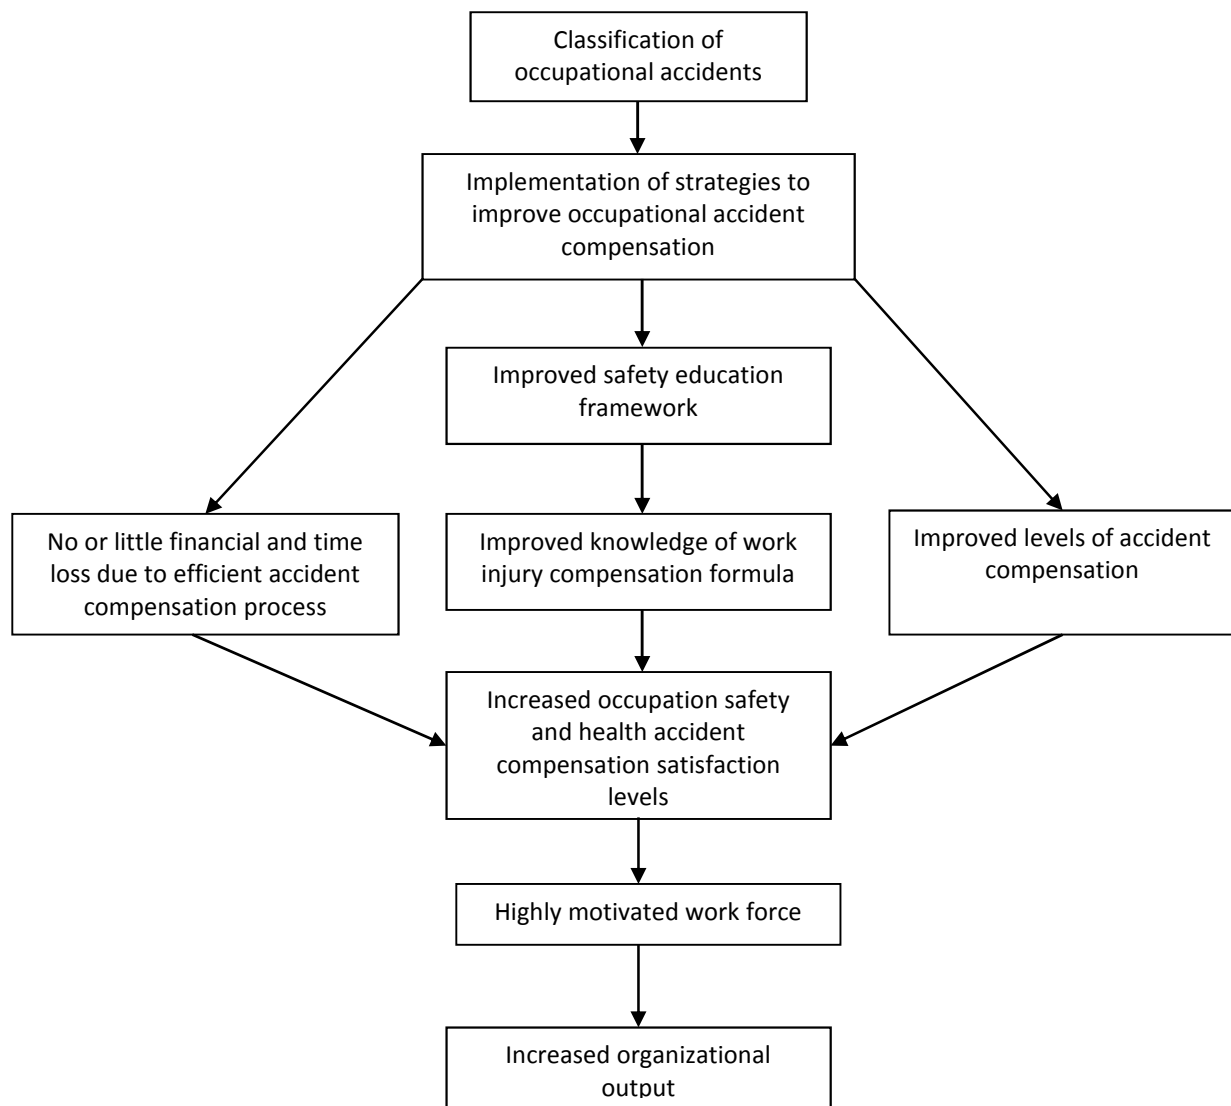 Classification of
occupational accidents
Implementation of strategies to
improve occupational accident
compensation
Improved safety education
framework
No or little financial and time
loss due to efficient accident
compensation process
Improved knowledge of work
injury compensation formula
Improved levels of accident
compensation
Increased occupation safety
and health accident
compensation satisfaction
levels
Highly motivated work force
Increased organizational
output